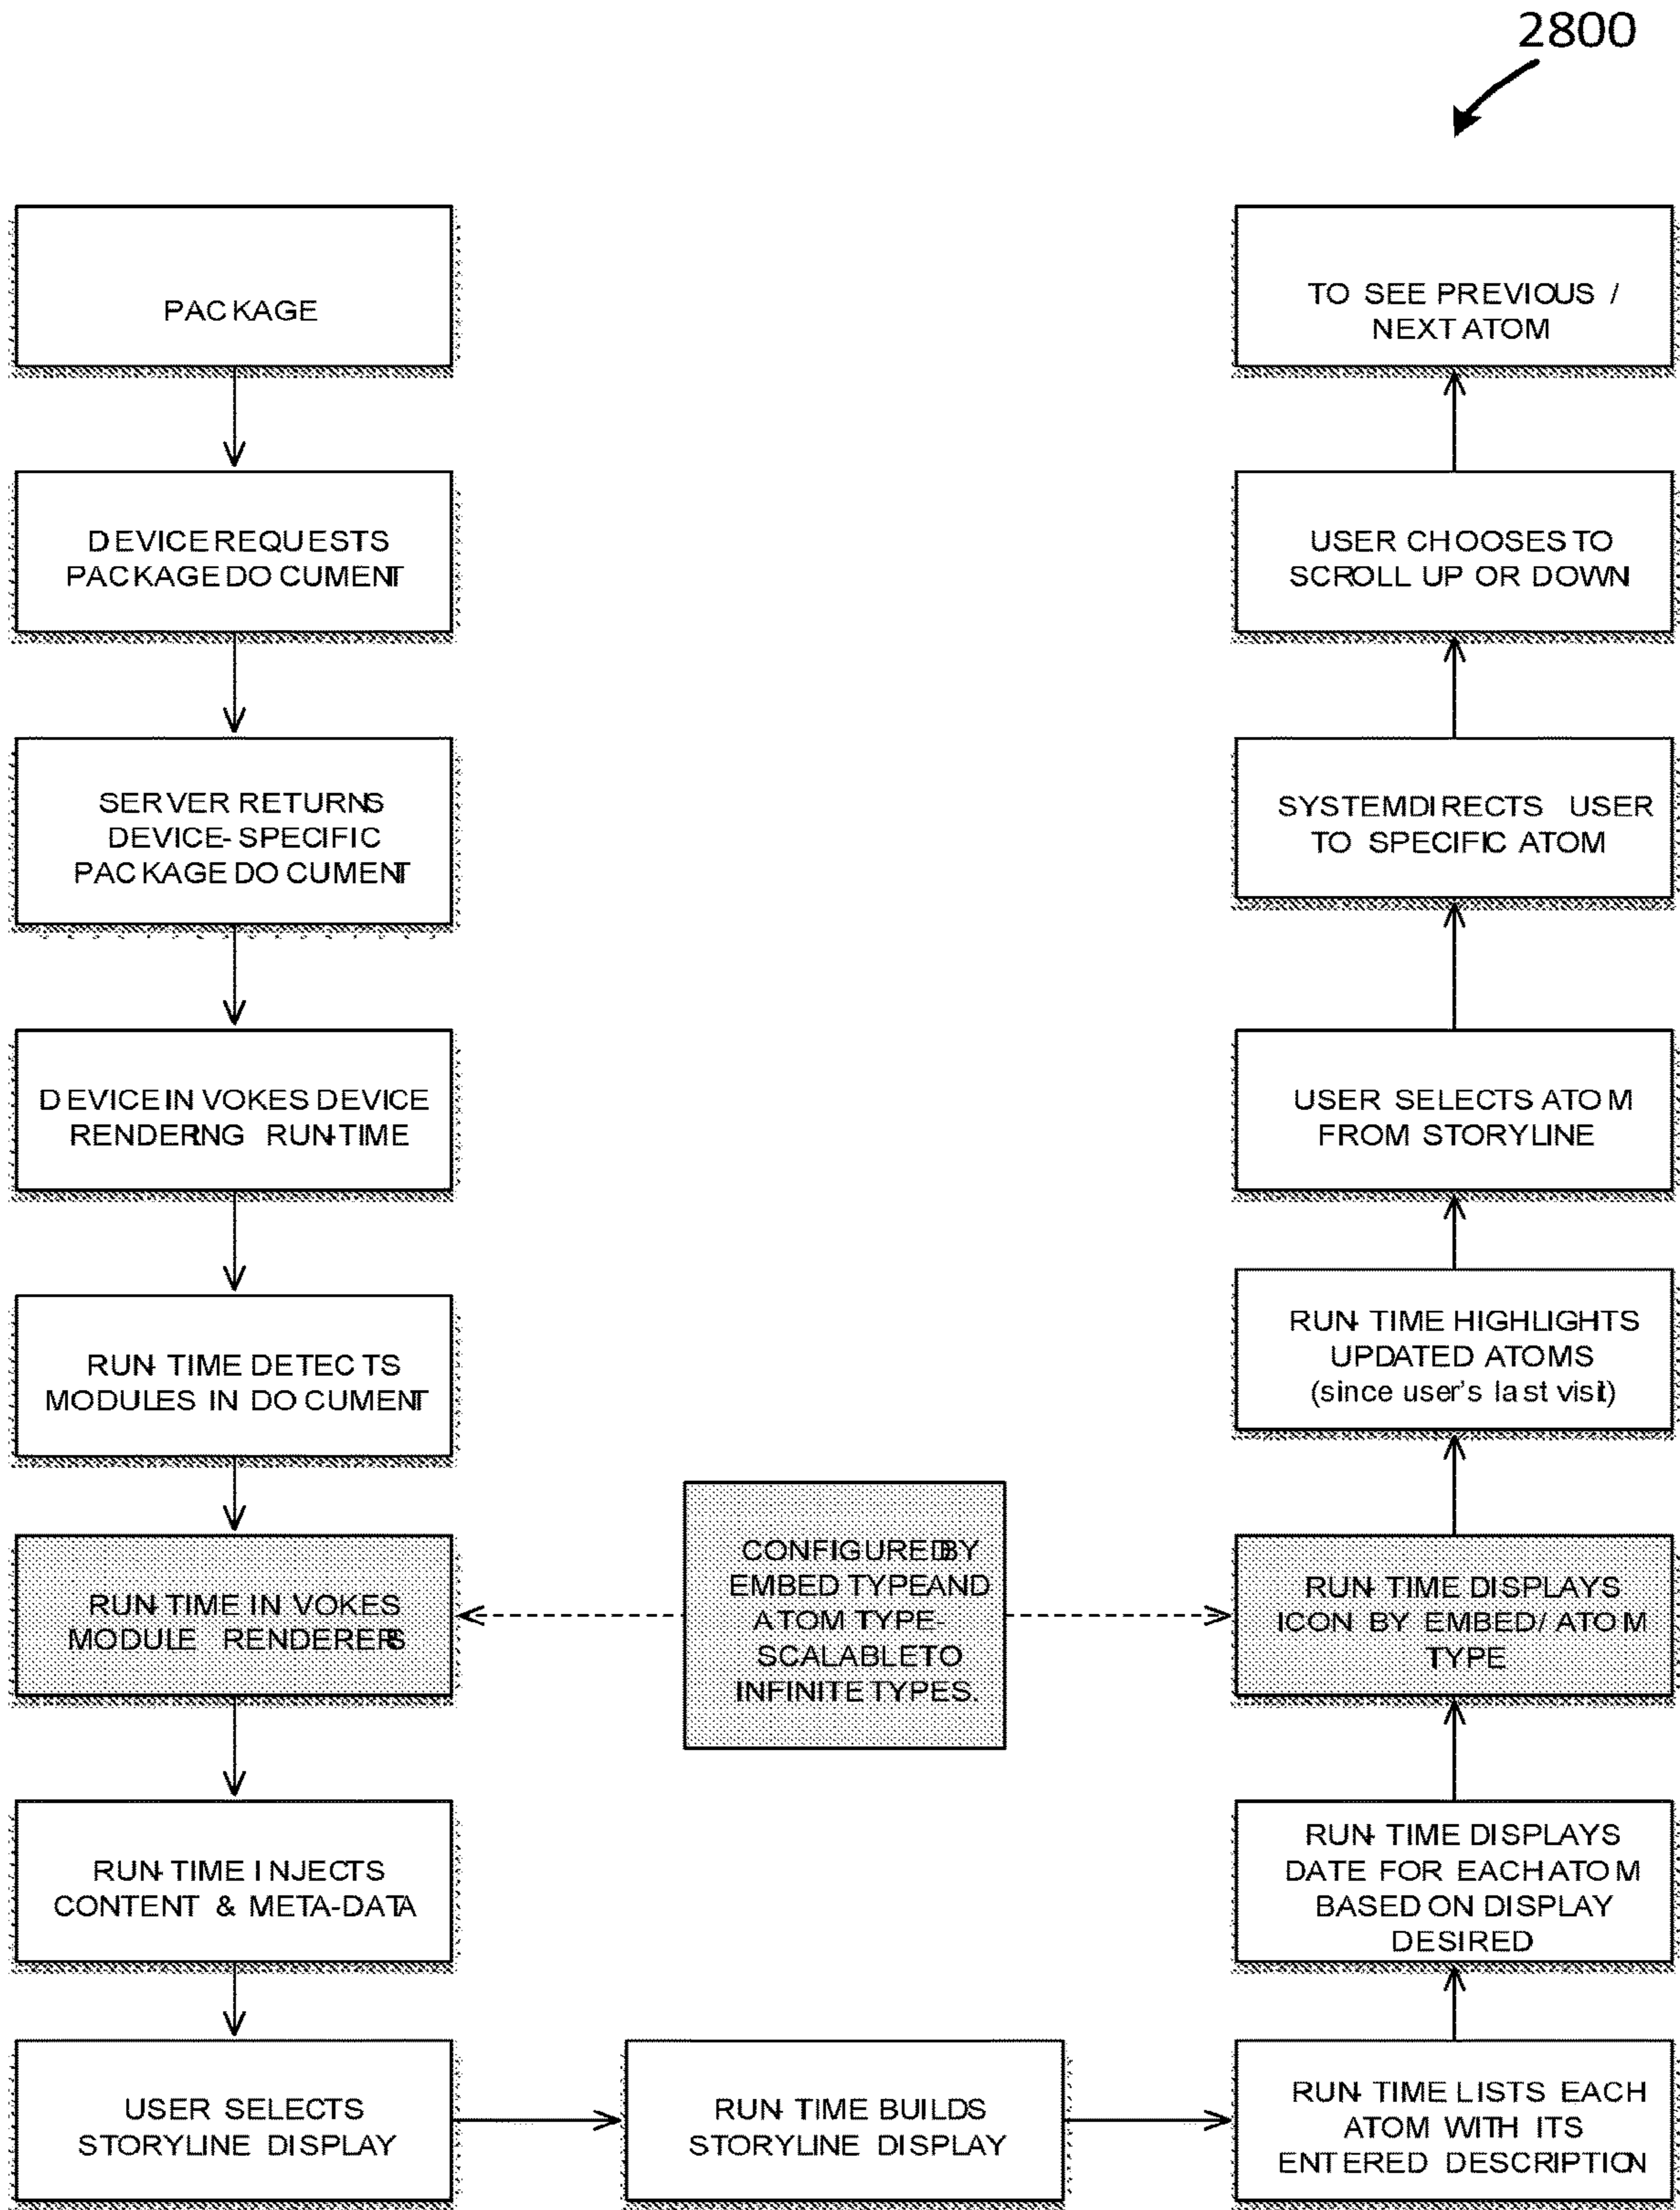 2800
PACKAGE
DEVICE REQUESTS
PACKAGE DOCUMENT
SERVER RETURNS
DEVICE-SPECIFIC
PACKAGE DOCUMENT
DEVICE INVOKES DEVICE
RENDERING RUN-TIME
RUN-TIME DETECTS
MODULES IN DOCUMENT
RUN-TIME INVOKES
MODULE RENDERERS
RUN-TIME INJECTS
CONTENT & META-DATA
USER SELECTS
STORYLINE DISPLAY
CONFIGURED BY
EMBED TYPE AND
ATOM TYPE-
SCALABLE TO
INFINITE TYPES.
RUN-TIME BUILDS
STORYLINE DISPLAY
RUN-TIME LISTS EACH
ATOM WITH ITS
ENTERED DESCRIPTION
RUN-TIME DISPLAYS
DATE FOR EACH ATOM
BASED ON DISPLAY
DESIRED
RUN-TIME DISPLAYS
ICON BY EMBED/ATOM
TYPE
RUN-TIME HIGHLIGHTS
UPDATED ATOMS
(since user's last visit)
USER SELECTS ATOM
FROM STORYLINE
SYSTEM DIRECTS USER
TO SPECIFIC ATOM
USER CHOOSES TO
SCROLL UP OR DOWN
TO SEE PREVIOUS /
NEXT ATOM